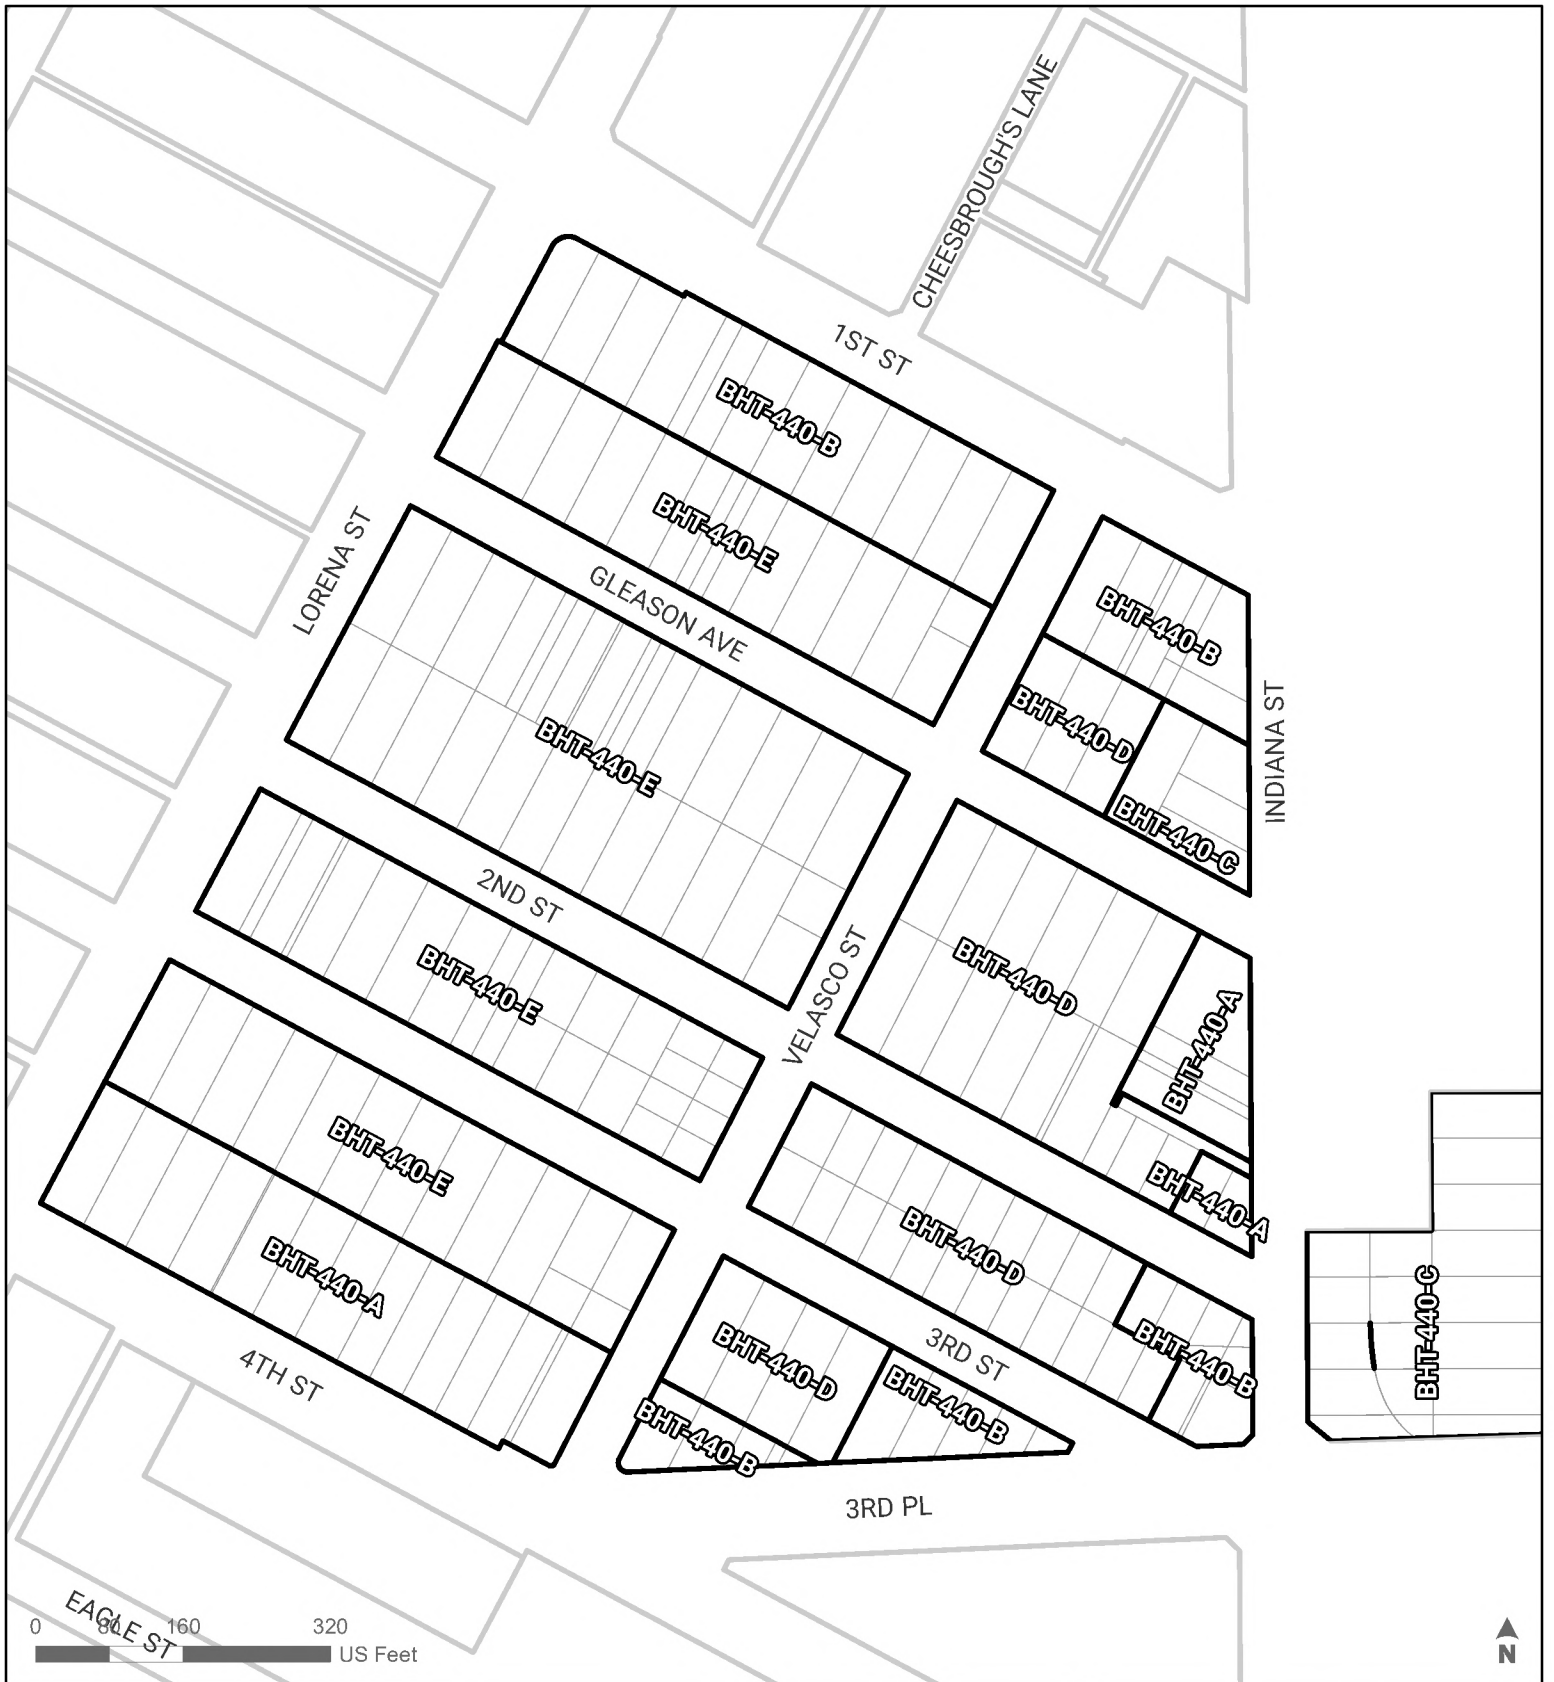 CHEESBROUGH'S LANE
1ST ST
BHT-440-B
BHT-440-E
LORENA ST
GLEASON AVE
BHT-440-B
BHT-440-D
INDIANA ST
BHT-440-E
BHT-440-C
2ND ST
VELASCO ST
BHT-440-E
BHT-440-D
BHT-440-A
BHT-440-E
BHT-440-A
BHT-440-D
BHT-440-A
3RD ST
BHT-440-B
BHT-440-C
4TH ST
BHT-440-D
BHT-440-B
BHT-440-B
3RD PL
EAGLE ST
0 80 160 320
US Feet
N